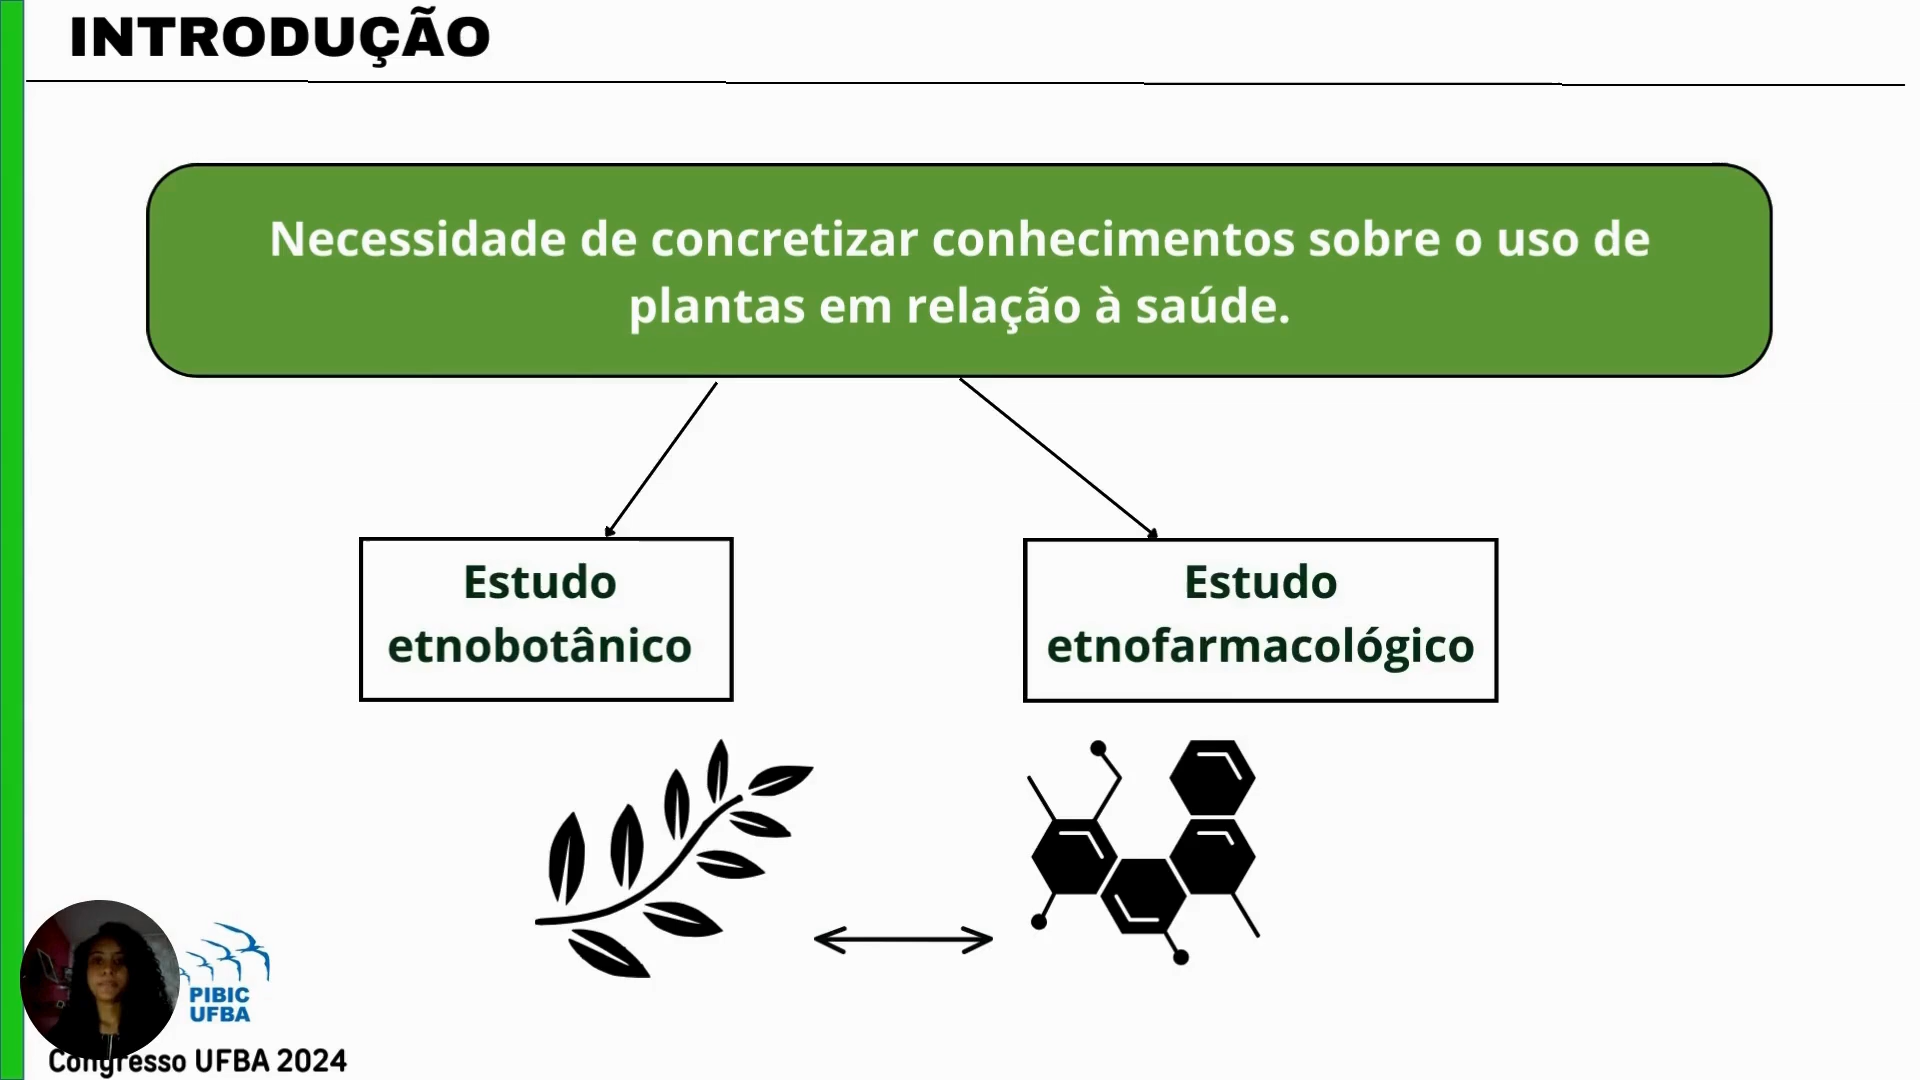 INTRODUÇÃO
Necessidade de concretizar conhecimentos sobre o uso de
plantas em relação à saúde.
Estudo
etnobotânico
Estudo
etnofarmacológico
PIBIC
UFBA
Congresso UFBA 2024